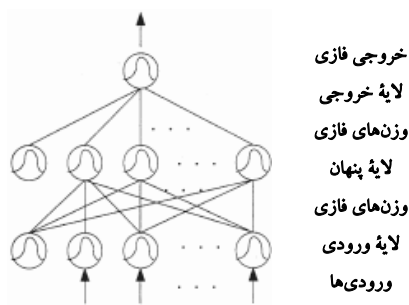 خروجی فازی
لایهٔ خروجی
وزن‌های فازی
لایهٔ پنهان
وزن‌های فازی
لایهٔ ورودی
ورودی‌ها